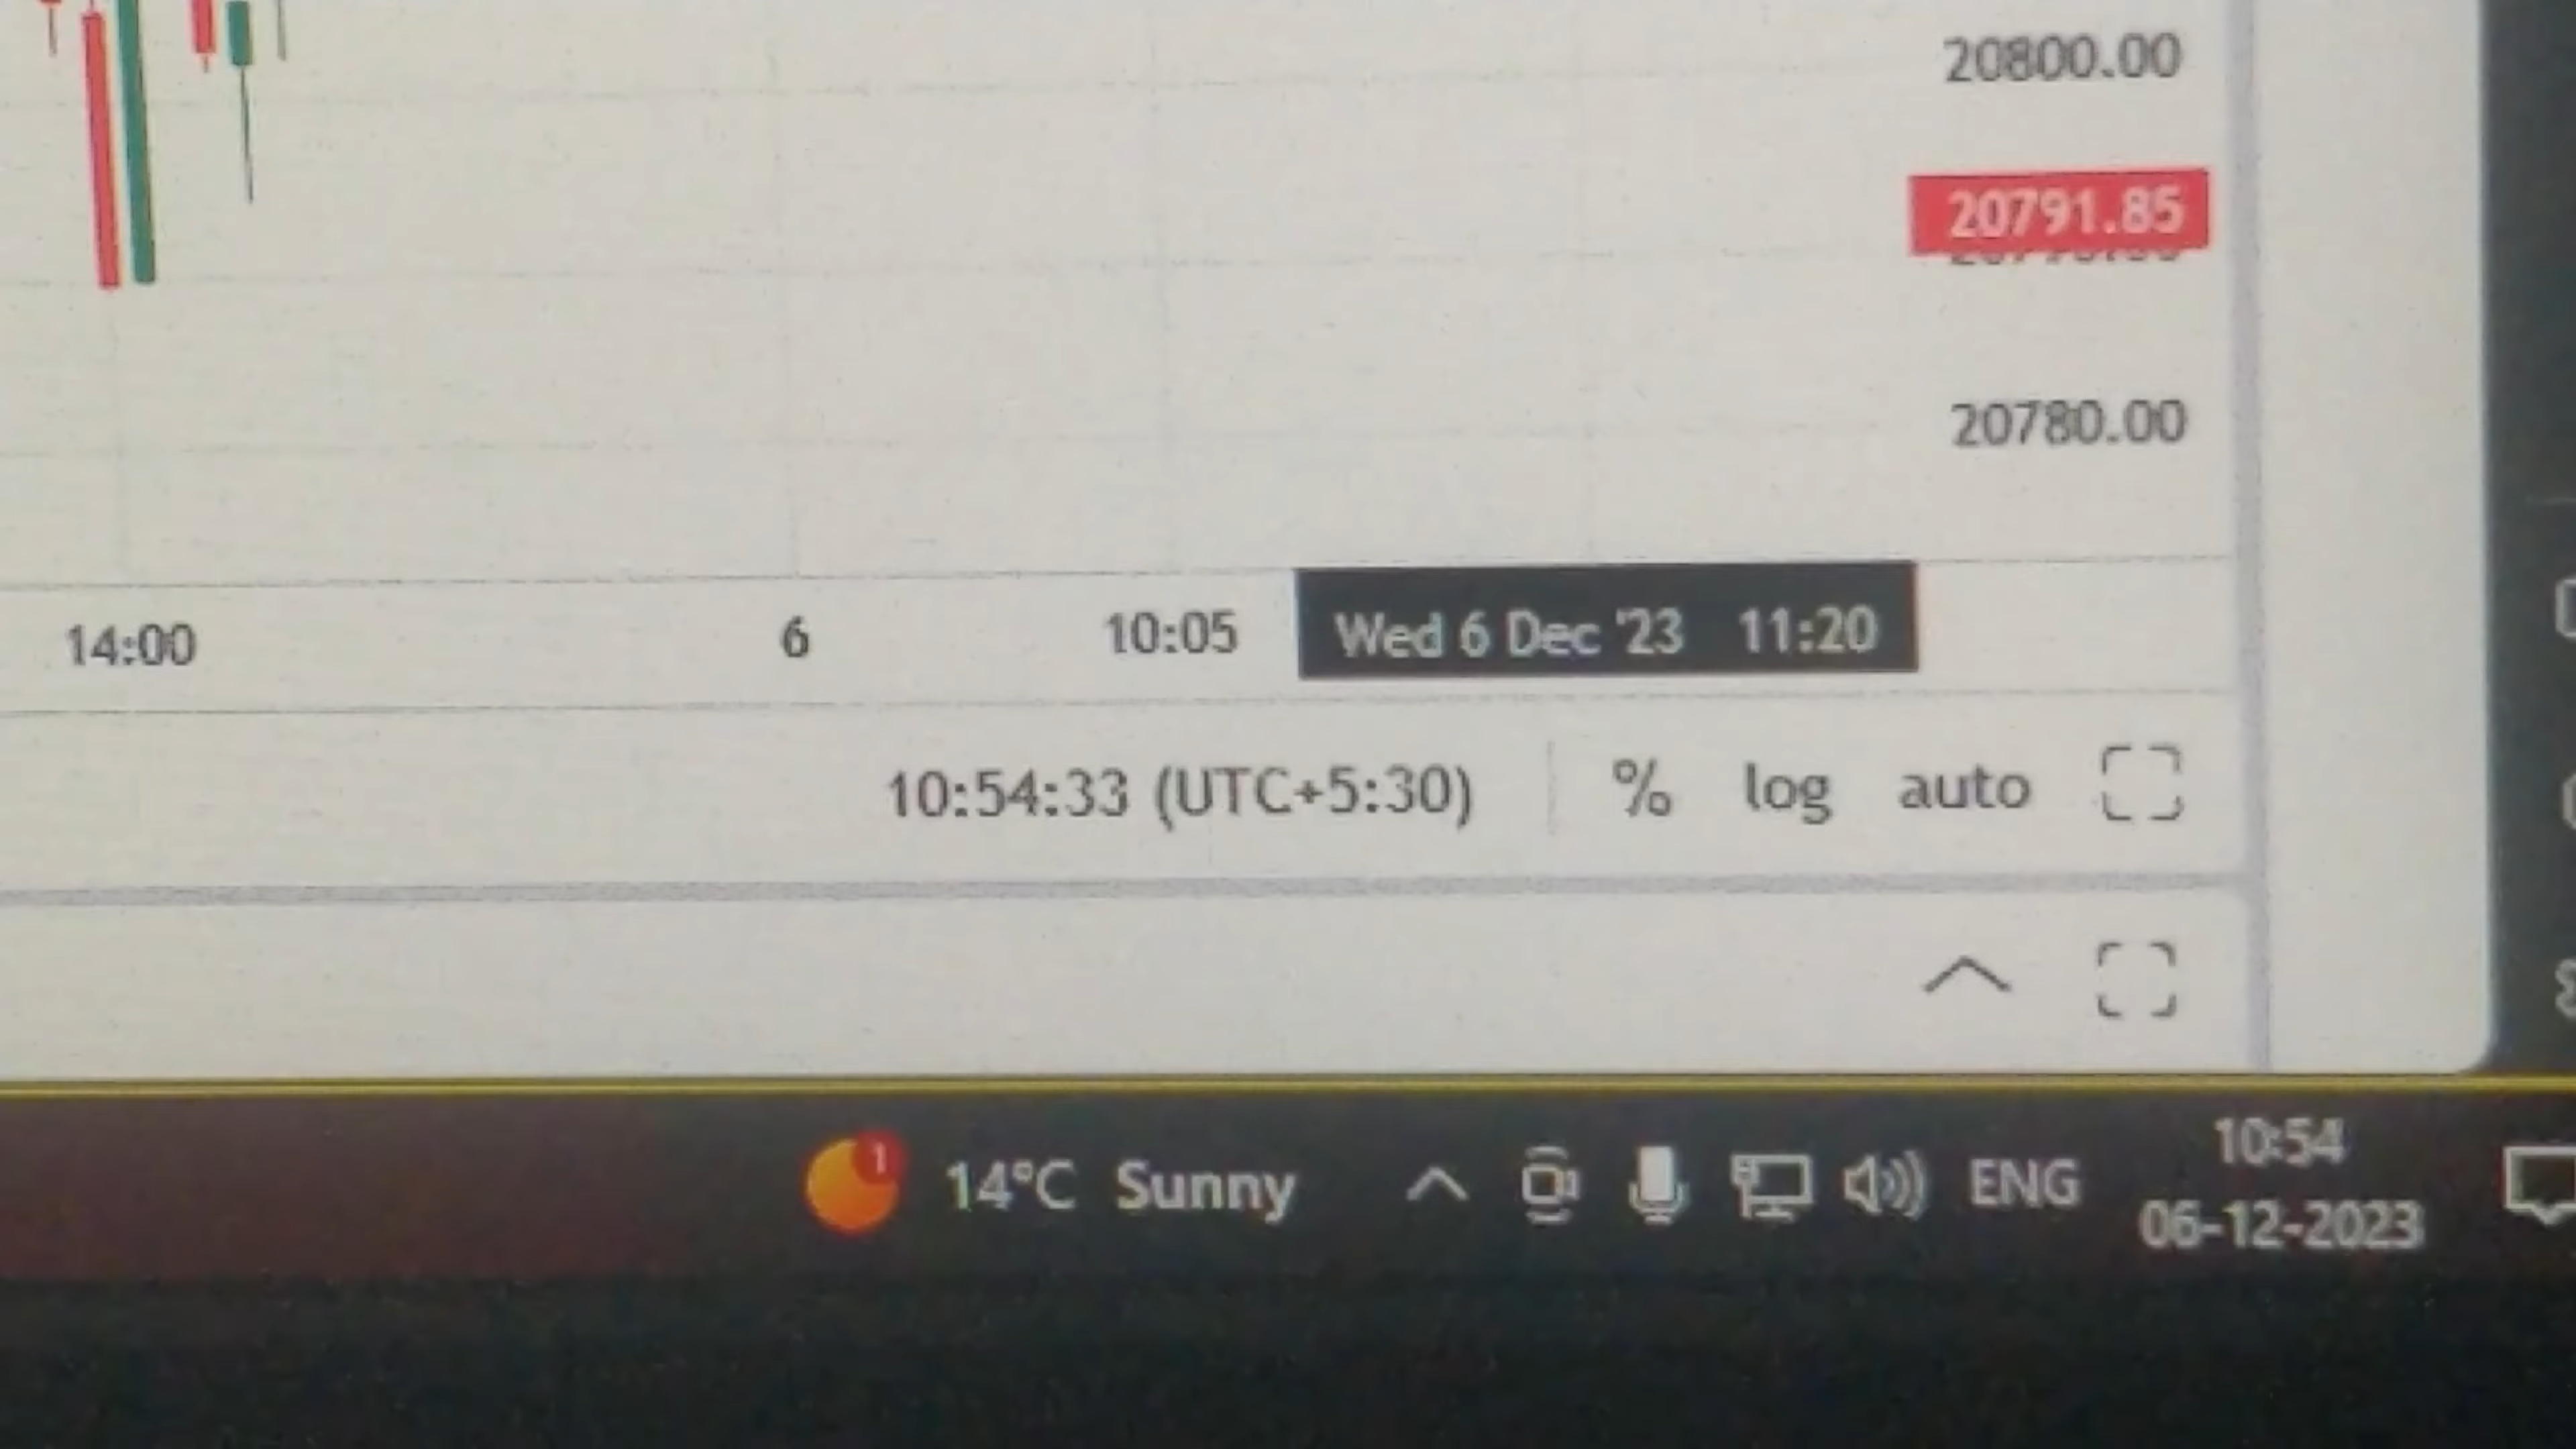 20800.00
20791.85
20780.00
14:00 6 10:05 Wed 6 Dec '23 11:20
10:54:33 (UTC+5:30) % log auto
1 14°C Sunny ENG 10:54
06-12-2023